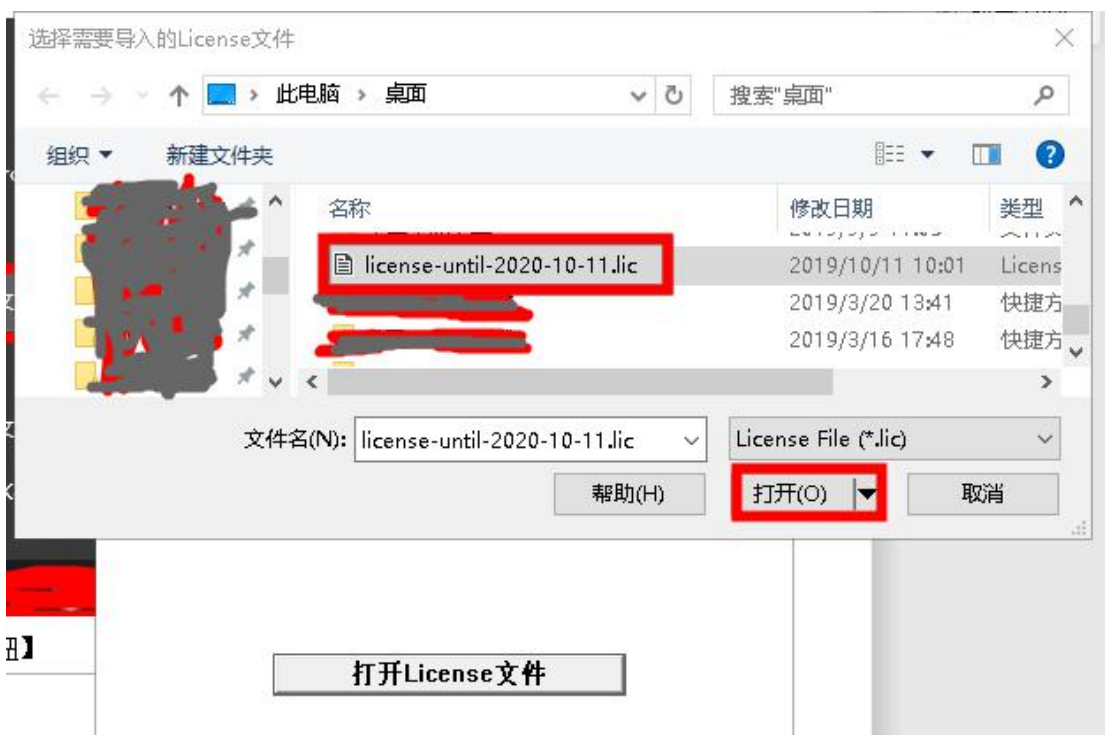 选择需要导入的License文件
此电脑 › 桌面
搜索"桌面"
组织
新建文件夹
名称
修改日期
类型
license-until-2020-10-11.lic
2019/10/11 10:01
Licens
2019/3/20 13:41
快捷方
2019/3/16 17:48
快捷方
文件名(N):
license-until-2020-10-11.lic
License File (*.lic)
帮助(H)
打开(O)
取消
钮】
打开License文件